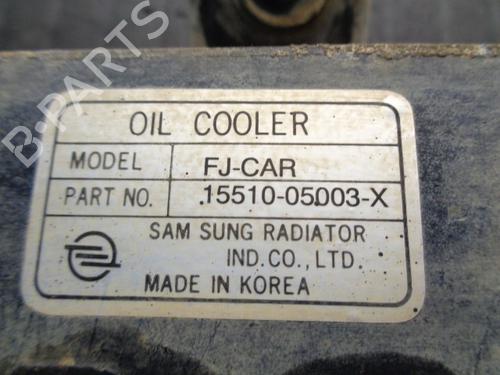 B-PARTS
OIL COOLER
MODEL FJ-CAR
PART NO. 15510-05003-X
SAM SUNG RADIATOR
IND.CO.,LTD.
MADE IN KOREA